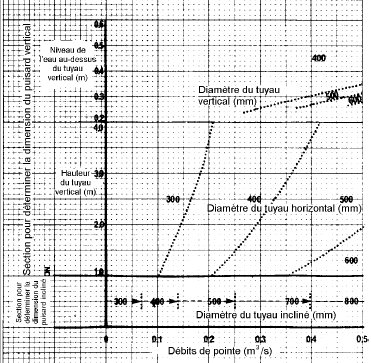 Section pour déterminer la dimension du puisard vertical
Niveau de
l'eau au-dessus
du tuyau
vertical (m)
0,6
0,5
0,4
0,3
0,2
400
Diamètre du tuyau
vertical (mm)
4,0
Hauteur
du tuyau
vertical (m)
3,0
2,0
1,0
300
400
500
Diamètre du tuyau horizontal (mm)
600
Section pour
déterminer la
dimension du
puisard incliné
300
400
500
700
800
Diamètre du tuyau incliné (mm)
0
0,1
0,2
0,3
0,4
0,5
Débits de pointe (m³/s)